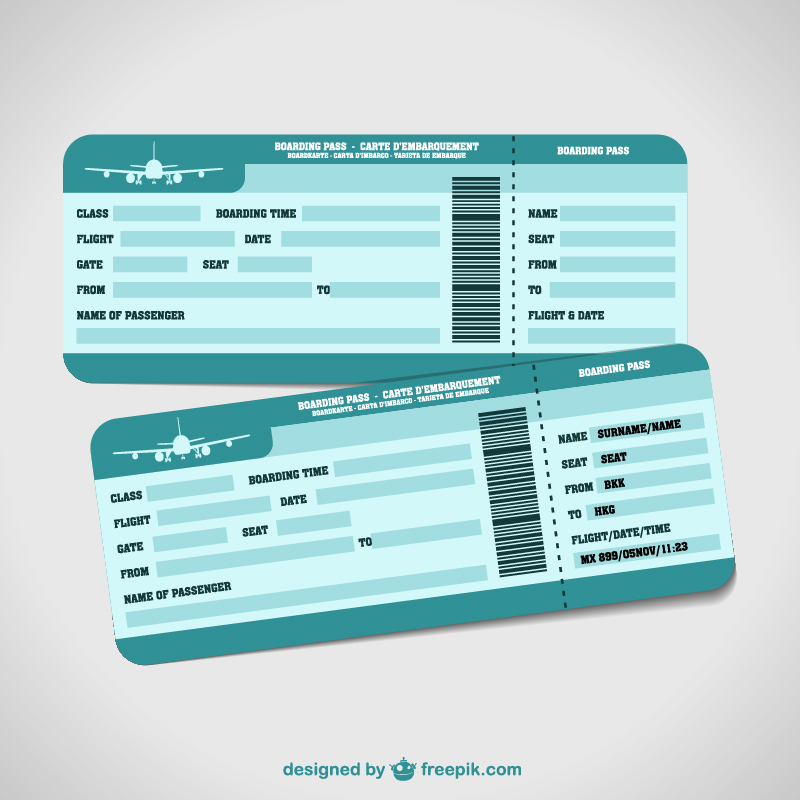 BOARDING PASS - CARTE D'EMBARQUEMENT
BOARDKARTE - CARTA D'IMBARCO - TARIETA DE EMBARQUE
BOARDING PASS
CLASS BOARDING TIME
FLIGHT DATE
GATE SEAT
FROM TO
NAME OF PASSENGER
NAME
SEAT
FROM
TO
FLIGHT & DATE
BOARDING PASS - CARTE D'EMBARQUEMENT
BOARDKARTE - CARTA D'IMBARCO - TARIETA DE EMBARQUE
BOARDING PASS
CLASS BOARDING TIME
FLIGHT DATE
GATE SEAT
FROM TO
NAME OF PASSENGER
NAME SURNAME/NAME
SEAT SEAT
FROM BKK
TO HKG
FLIGHT/DATE/TIME
MX 899/05NOV/11:23
designed by freepik.com